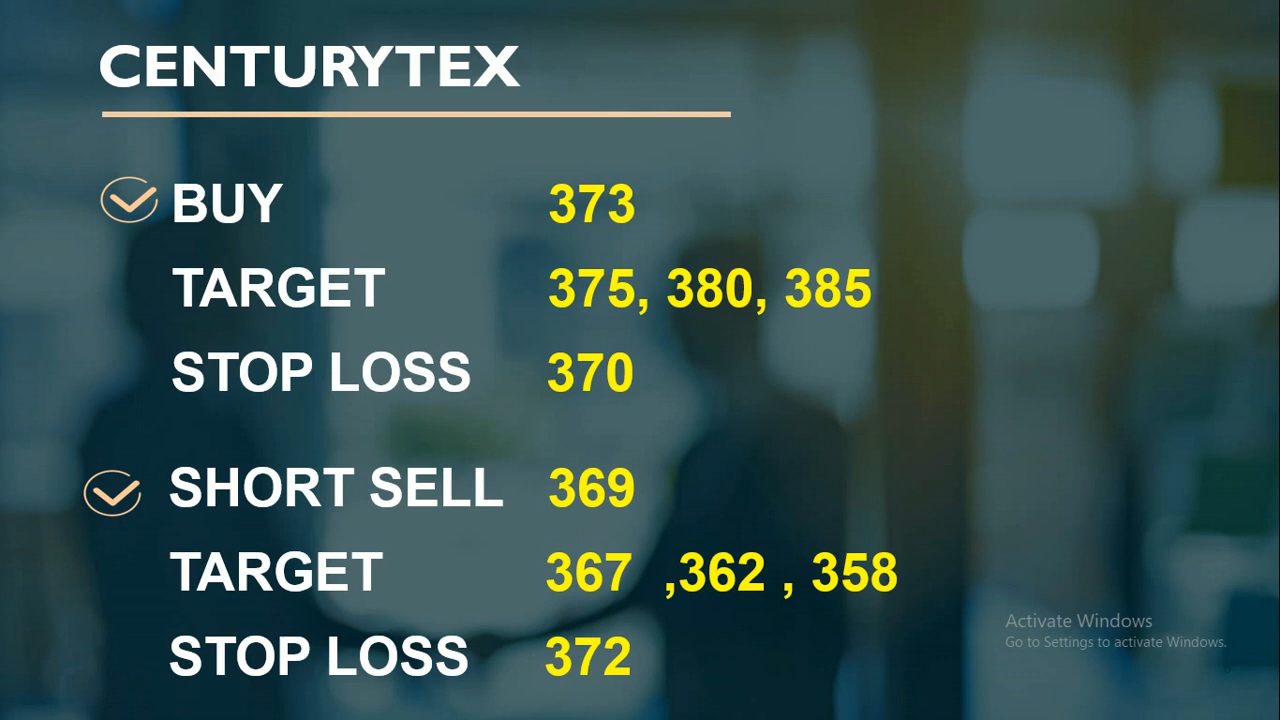 CENTURYTEX
BUY 373
TARGET 375, 380, 385
STOP LOSS 370
SHORT SELL 369
TARGET 367 ,362 , 358
STOP LOSS 372
Activate Windows
Go to Settings to activate Windows.